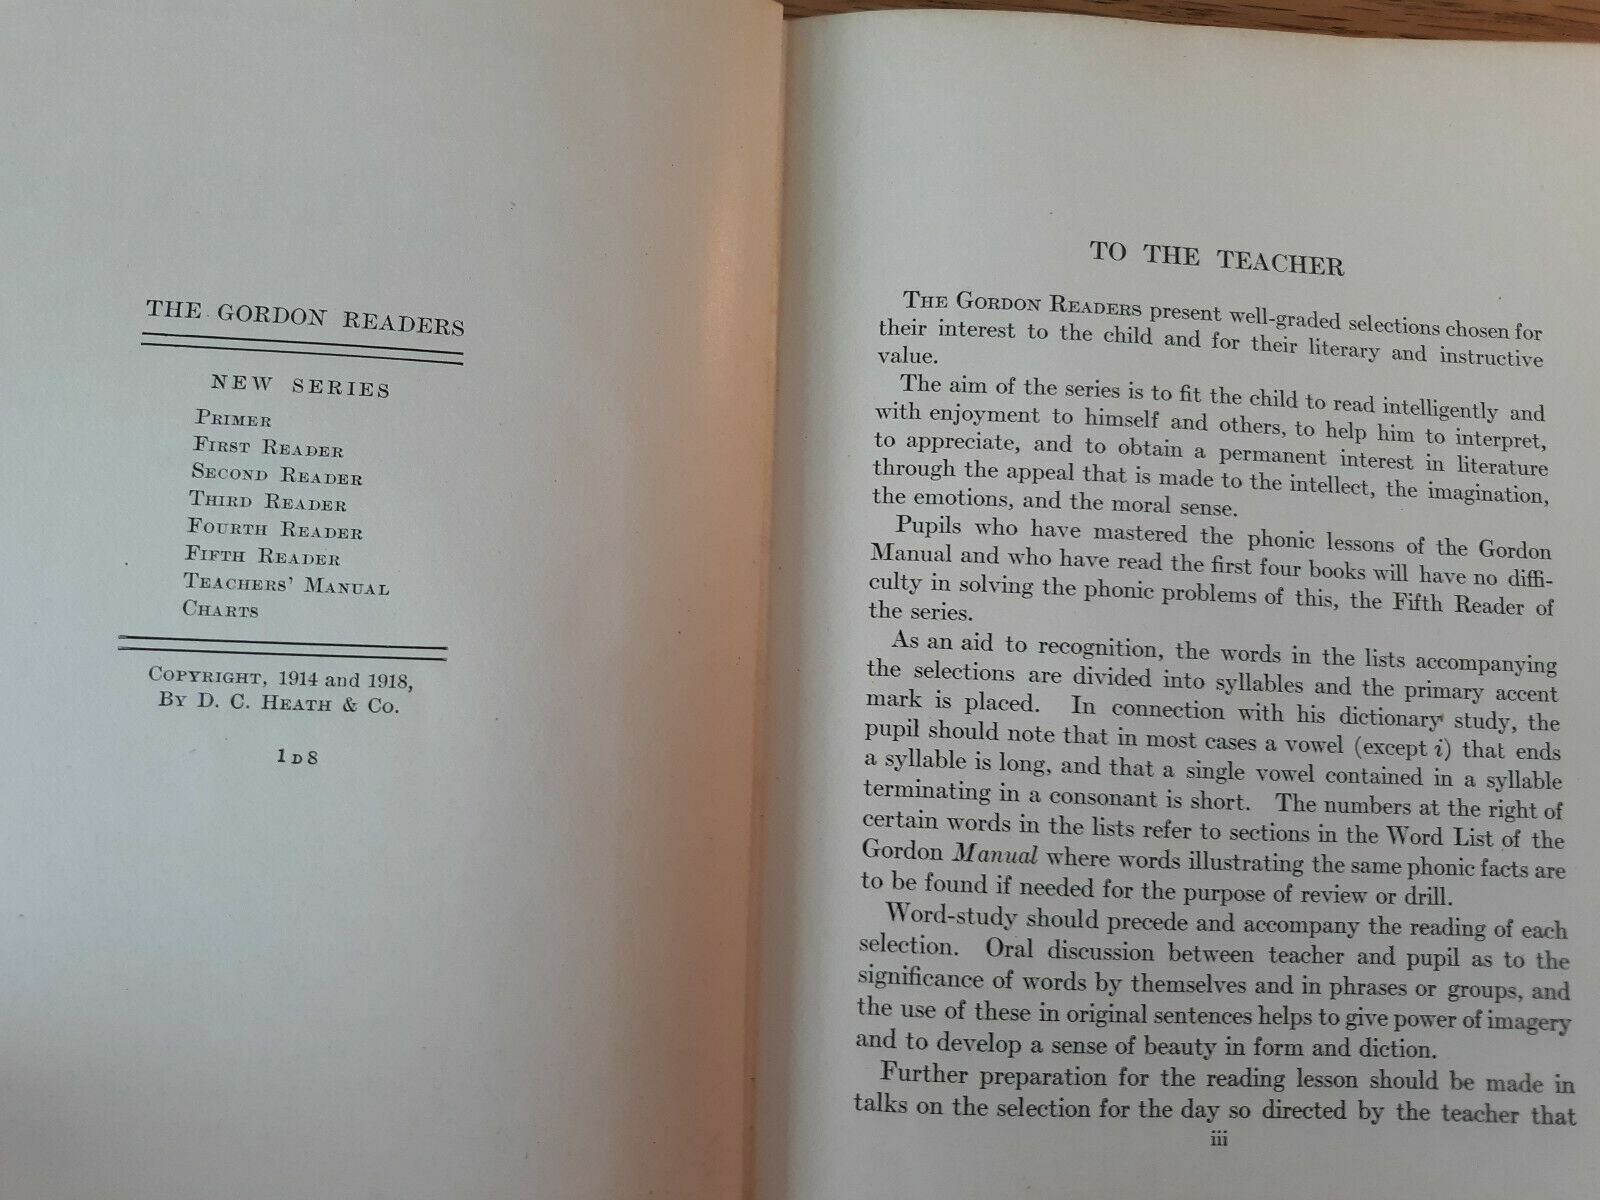 THE GORDON READERS
NEW SERIES
PRIMER
FIRST READER
SECOND READER
THIRD READER
FOURTH READER
FIFTH READER
TEACHERS' MANUAL
CHARTS
COPYRIGHT, 1914 and 1918,
BY D. C. HEATH & CO.
1 D 8
TO THE TEACHER
THE GORDON READERS present well-graded selections chosen for
their interest to the child and for their literary and instructive
value.
The aim of the series is to fit the child to read intelligently and
with enjoyment to himself and others, to help him to interpret,
to appreciate, and to obtain a permanent interest in literature
through the appeal that is made to the intellect, the imagination,
the emotions, and the moral sense.
Pupils who have mastered the phonic lessons of the Gordon
Manual and who have read the first four books will have no diffi-
culty in solving the phonic problems of this, the Fifth Reader of
the series.
As an aid to recognition, the words in the lists accompanying
the selections are divided into syllables and the primary accent
mark is placed. In connection with his dictionary study, the
pupil should note that in most cases a vowel (except i) that ends
a syllable is long, and that a single vowel contained in a syllable
terminating in a consonant is short. The numbers at the right of
certain words in the lists refer to sections in the Word List of the
Gordon Manual where words illustrating the same phonic facts are
to be found if needed for the purpose of review or drill.
Word-study should precede and accompany the reading of each
selection. Oral discussion between teacher and pupil as to the
significance of words by themselves and in phrases or groups, and
the use of these in original sentences helps to give power of imagery
and to develop a sense of beauty in form and diction.
Further preparation for the reading lesson should be made in
talks on the selection for the day so directed by the teacher that
iii